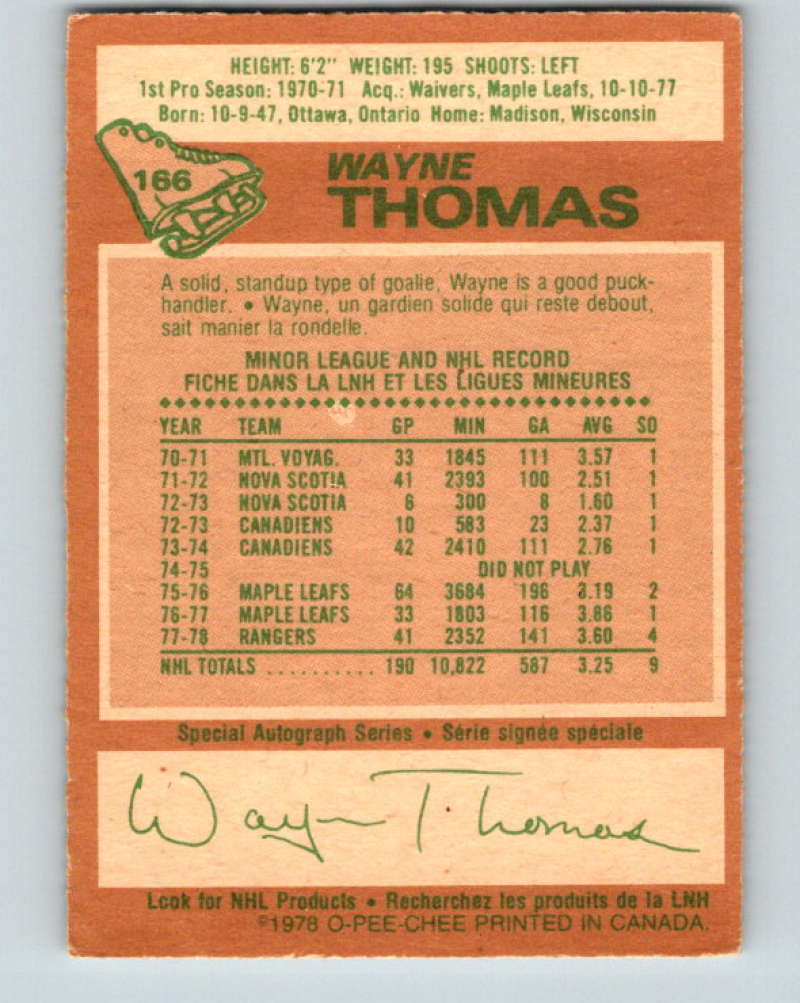 HEIGHT: 6'2" WEIGHT: 195 SHOOTS: LEFT
1st Pro Season: 1970-71 Acq.: Waivers, Maple Leafs, 10-10-77
Born: 10-9-47, Ottawa, Ontario Home: Madison, Wisconsin
166
WAYNE
THOMAS
A solid, standup type of goalie, Wayne is a good puck-
handler. • Wayne, un gardien solide qui reste debout,
sait manier la rondelle.
MINOR LEAGUE AND NHL RECORD
FICHE DANS LA LNH ET LES LIGUES MINEURES
YEAR TEAM GP MIN GA AVG SO
70-71 MTL. VOYAG. 33 1845 111 3.57 1
71-72 NOVA SCOTIA 41 2393 100 2.51 1
72-73 NOVA SCOTIA 6 300 8 1.60 1
72-73 CANADIENS 10 583 23 2.37 1
73-74 CANADIENS 42 2410 111 2.76 1
74-75 DID NOT PLAY
75-76 MAPLE LEAFS 64 3684 196 3.19 2
76-77 MAPLE LEAFS 33 1803 116 3.86 1
77-78 RANGERS 41 2352 141 3.60 4
NHL TOTALS .......... 190 10,822 587 3.25 9
Special Autograph Series • Série signée spéciale
Wayne Thomas
Look for NHL Products • Recherchez les produits de la LNH
©1978 O-PEE-CHEE PRINTED IN CANADA.